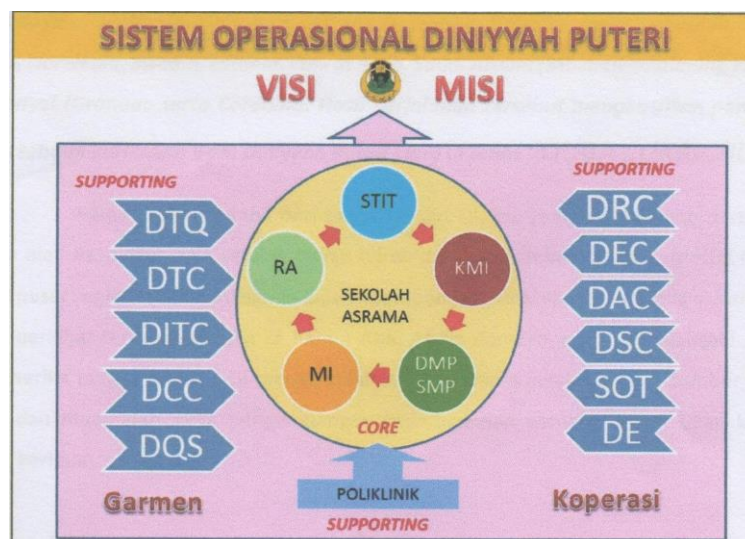 SISTEM OPERASIONAL DINIYYAH PUTERI
VISI MISI
SUPPORTING
DTQ
DTC
DITC
DCC
DQS
Garmen
STIT
KMI
DMP
SMP
MI
RA
SEKOLAH
ASRAMA
CORE
POLIKLINIK
SUPPORTING
SUPPORTING
DRC
DEC
DAC
DSC
SOT
DE
Koperasi